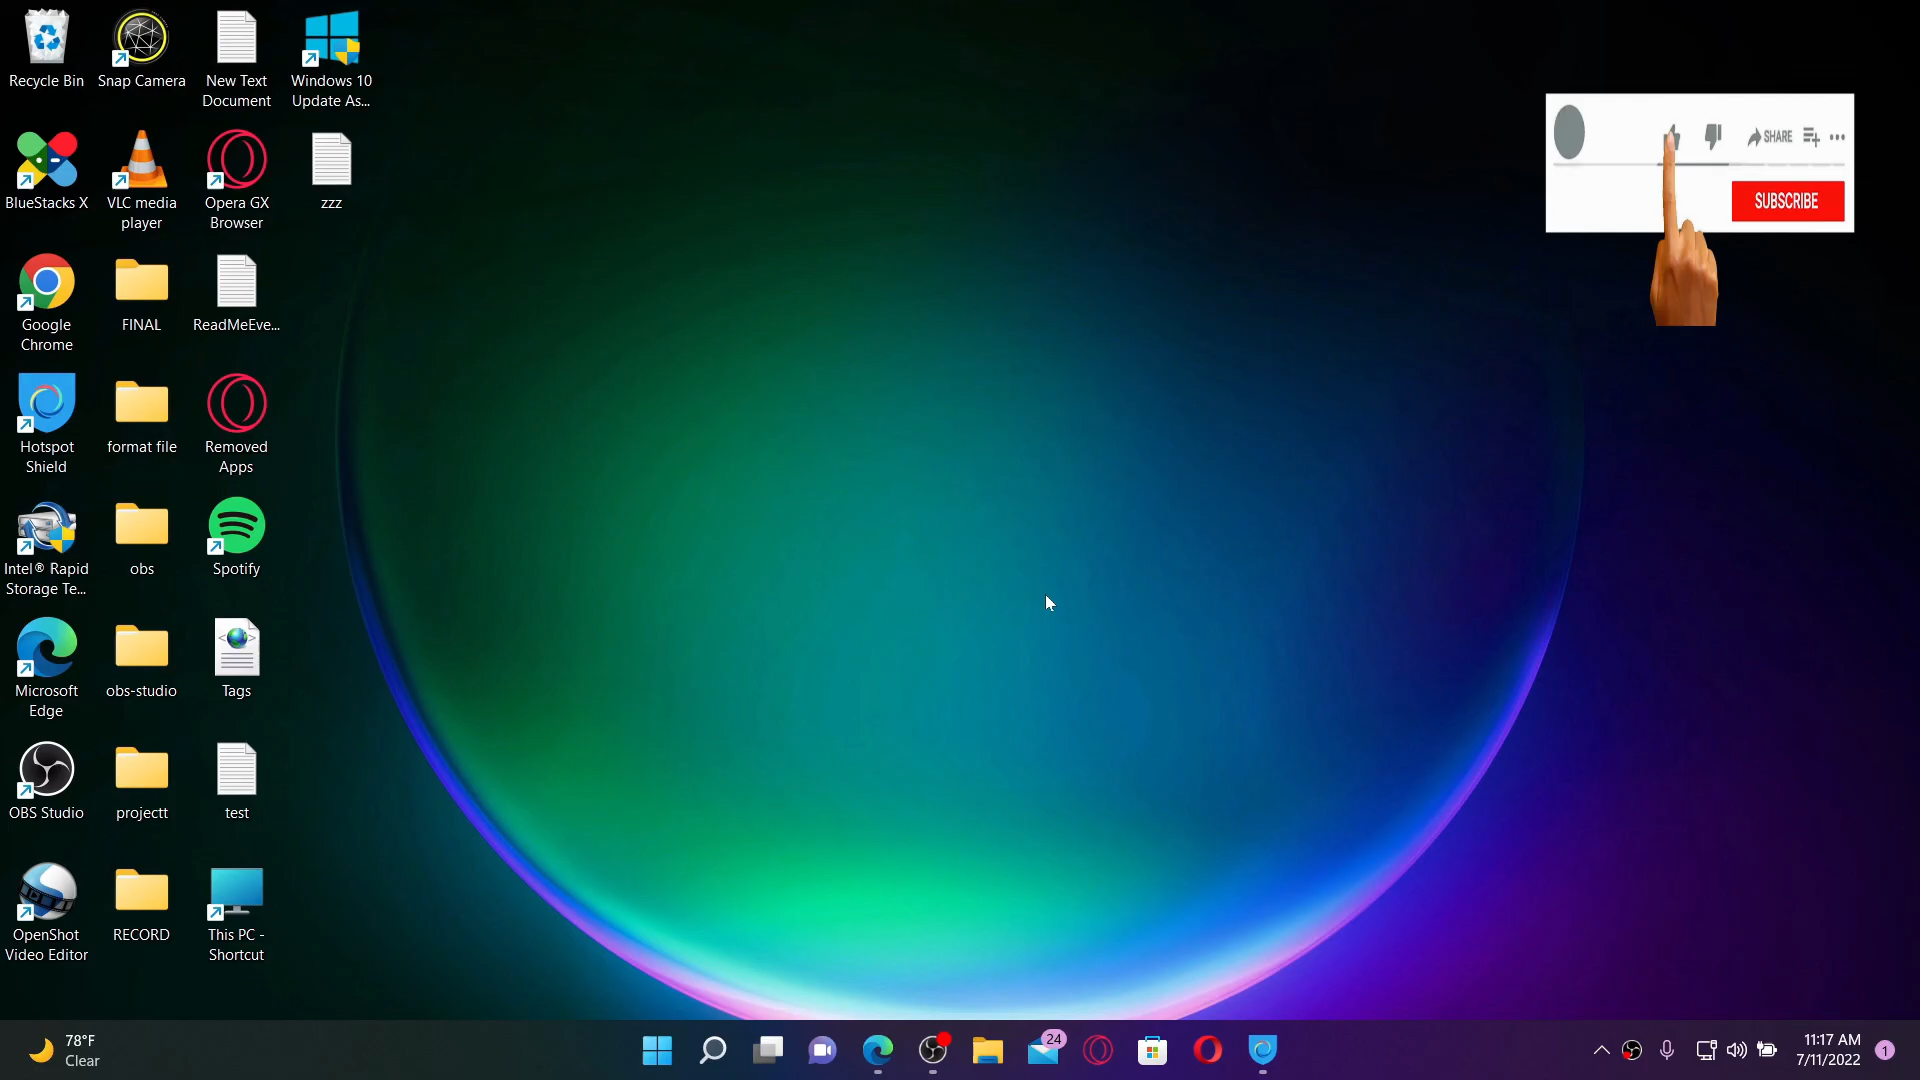 Recycle Bin
Snap Camera
New Text
Document
Windows 10
Update As...
BlueStacks X
VLC media
player
Opera GX
Browser
zzz
Google
Chrome
FINAL
ReadMeEve...
Hotspot
Shield
format file
Removed
Apps
Intel® Rapid
Storage Te...
obs
Spotify
Microsoft
Edge
obs-studio
Tags
OBS Studio
projectt
test
OpenShot
Video Editor
RECORD
This PC -
Shortcut
SHARE
SUBSCRIBE
78°F
Clear
24
11:17 AM
7/11/2022
1